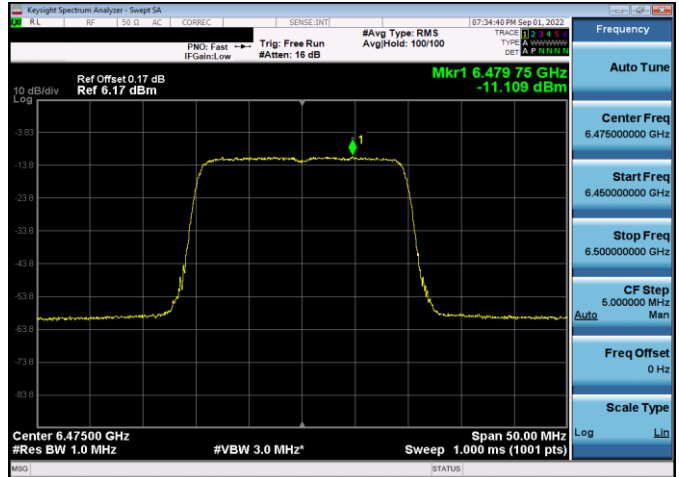 Keysight Spectrum Analyzer - Swept SA
RL RF 50 Ω AC CORREC SENSE:INT 07:34:40 PM Sep 01, 2022
Frequency
#Avg Type: RMS TRACE 1 2 3 4 5 6
PNO: Fast Trig: Free Run Avg|Hold: 100/100 TYPE A WWWWW
IFGain:Low #Atten: 16 dB DET A P N N N N
Auto Tune
Mkr1 6.479 75 GHz
Ref Offset 0.17 dB
10 dB/div Ref 6.17 dBm -11.109 dBm
Log
Center Freq
6.475000000 GHz
-3.83
1
-13.8
Start Freq
6.450000000 GHz
-23.8
-33.8
Stop Freq
6.500000000 GHz
-43.8
CF Step
5.000000 MHz
Auto Man
-53.8
-63.8
Freq Offset
0 Hz
-73.8
-83.8
Scale Type
Log Lin
Center 6.47500 GHz Span 50.00 MHz
#Res BW 1.0 MHz #VBW 3.0 MHz* Sweep 1.000 ms (1001 pts)
MSG STATUS